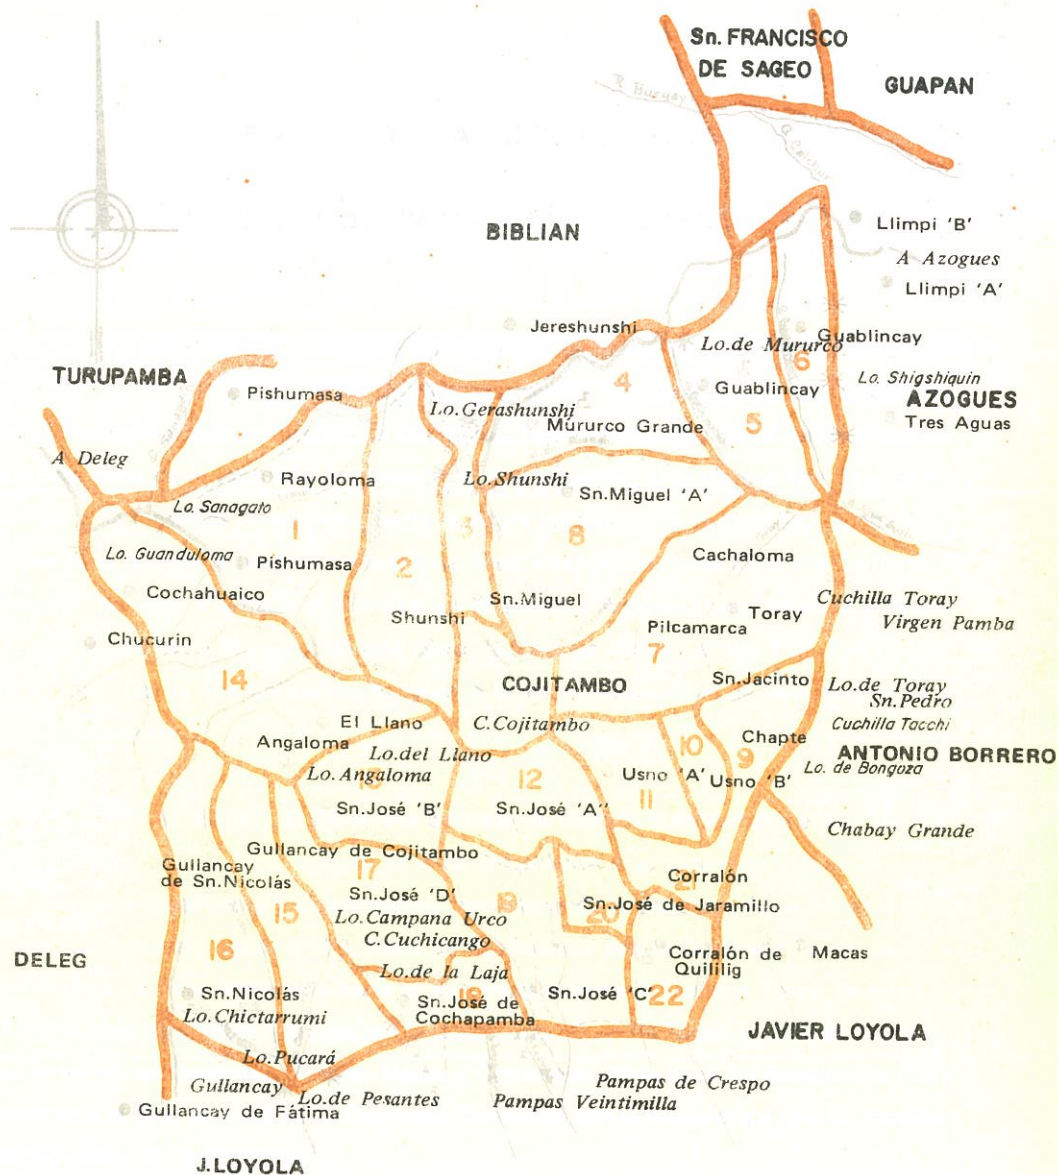 Sn. FRANCISCO
DE SAGEO
GUAPAN
R. Burgay
BIBLIAN
Llimpi 'B'
A Azogues
Llimpi 'A'
Jereshunshi
Lo.de Mururco
Guablincay
6
TURUPAMBA
Pishumasa
4
Guablincay
Lo. Shigshiquin
AZOGUES
Tres Aguas
Lo.Gerashunshi
Múrurco Grande
5
A Deleg
Rayoloma
Lo.Shunshi
Sn.Miguel 'A'
Lo. Sanagato
1
3
8
Lo. Guanduloma
Pishumasa
2
Cachaloma
Cochahuaico
Sn.Miguel
Cuchilla Toray
Shunshi
Toray
Virgen Pamba
Chucurin
Pilcamarca
7
14
COJITAMBO
Sn.Jacinto
Lo.de Toray
Sn.Pedro
El Llano
C.Cojitambo
Cuchilla Tacchi
Angaloma
Lo.del Llano
10
Chapte
9
ANTONIO BORRERO
Lo.Angaloma
12
Usno 'A'
Usno 'B'
Lo. de Bongoza
13
11
Sn.José 'B'
Sn.José 'A''
Chabay Grande
Gullancay de Cojitambo
Gullancay
de Sn.Nicolás
17
Corralón
21
Sn.José 'D'
19
Sn.José de Jaramillo
20
15
Lo.Campana Urco
C.Cuchicango
16
Corralón de
Quililig
Macas
DELEG
Lo.de la Laja
Sn.Nicolás
18
Sn.José 'C'
22
Sn.José de
Cochapamba
Lo.Chictarrumi
JAVIER LOYOLA
Lo.Pucará
Gullancay
Lo.de Pesantes
Pampas de Crespo
Pampas Veintimilla
Gullancay de Fátima
J.LOYOLA